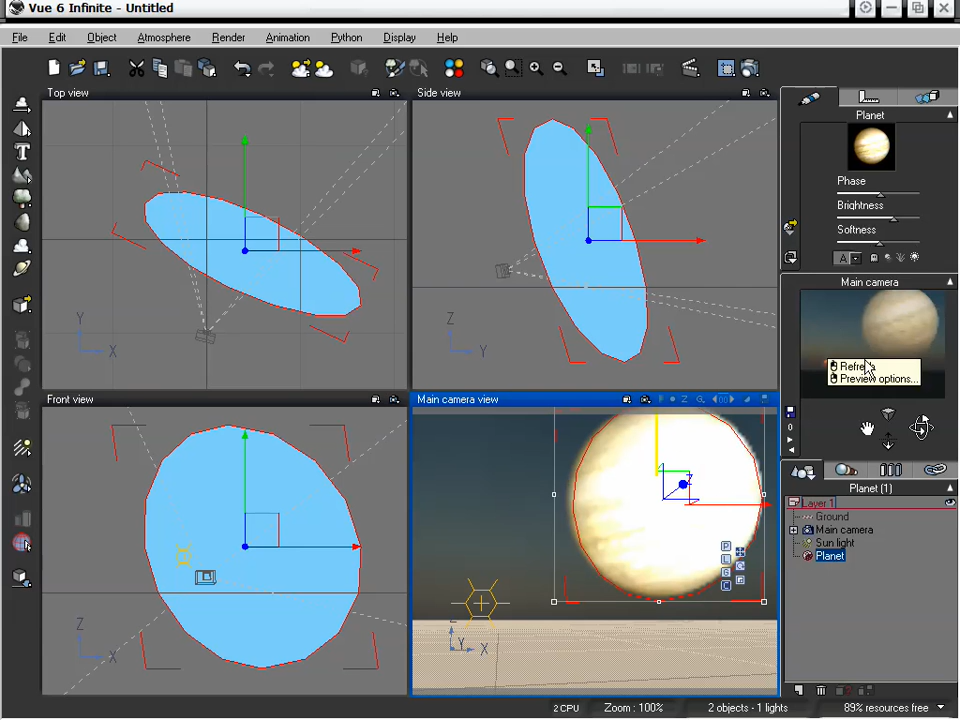 Vue 6 Infinite - Untitled
File Edit Object Atmosphere Render Animation Python Display Help
Top view
Side view
Planet
Phase
Brightness
Softness
A
Main camera
Refre
Preview options...
Y
X
Z
Y
Front view
Main camera view
0
Planet (1)
Layer 1
Ground
Main camera
Sun light
Planet
P
L
G
C
Z
X
Z
Y
X
2 CPU Zoom : 100% 2 objects - 1 lights 89% resources free